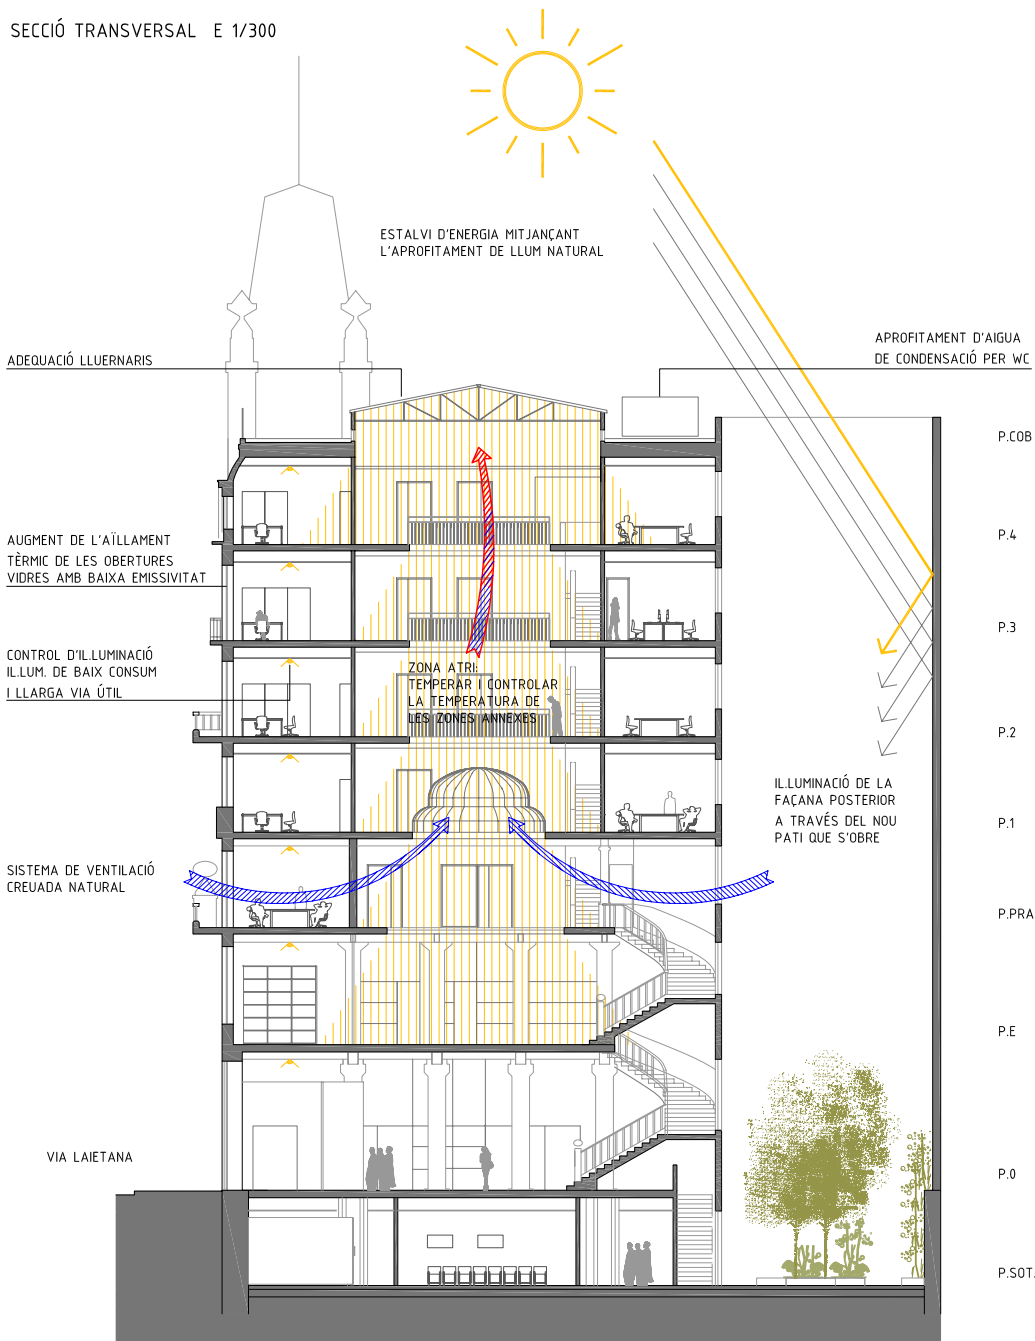 SECCIÓ TRANSVERSAL E 1/300
ESTALVI D'ENERGIA MITJANÇANT
L'APROFITAMENT DE LLUM NATURAL
ADEQUACIÓ LLUERNARIS
APROFITAMENT D'AIGUA
DE CONDENSACIÓ PER WC
P.COB
P.4
AUGMENT DE L'AÏLLAMENT
TÈRMIC DE LES OBERTURES
VIDRES AMB BAIXA EMISSIVITAT
P.3
CONTROL D'IL.LUMINACIÓ
IL.LUM. DE BAIX CONSUM
I LLARGA VIA ÚTIL
ZONA ATRI:
TEMPERAR I CONTROLAR
LA TEMPERATURA DE
LES ZONES ANNEXES
P.2
IL.LUMINACIÓ DE LA
FAÇANA POSTERIOR
A TRAVÉS DEL NOU
PATI QUE S'OBRE
P.1
SISTEMA DE VENTILACIÓ
CREUADA NATURAL
P.PRA
P.E
VIA LAIETANA
P.0
P.SOT.